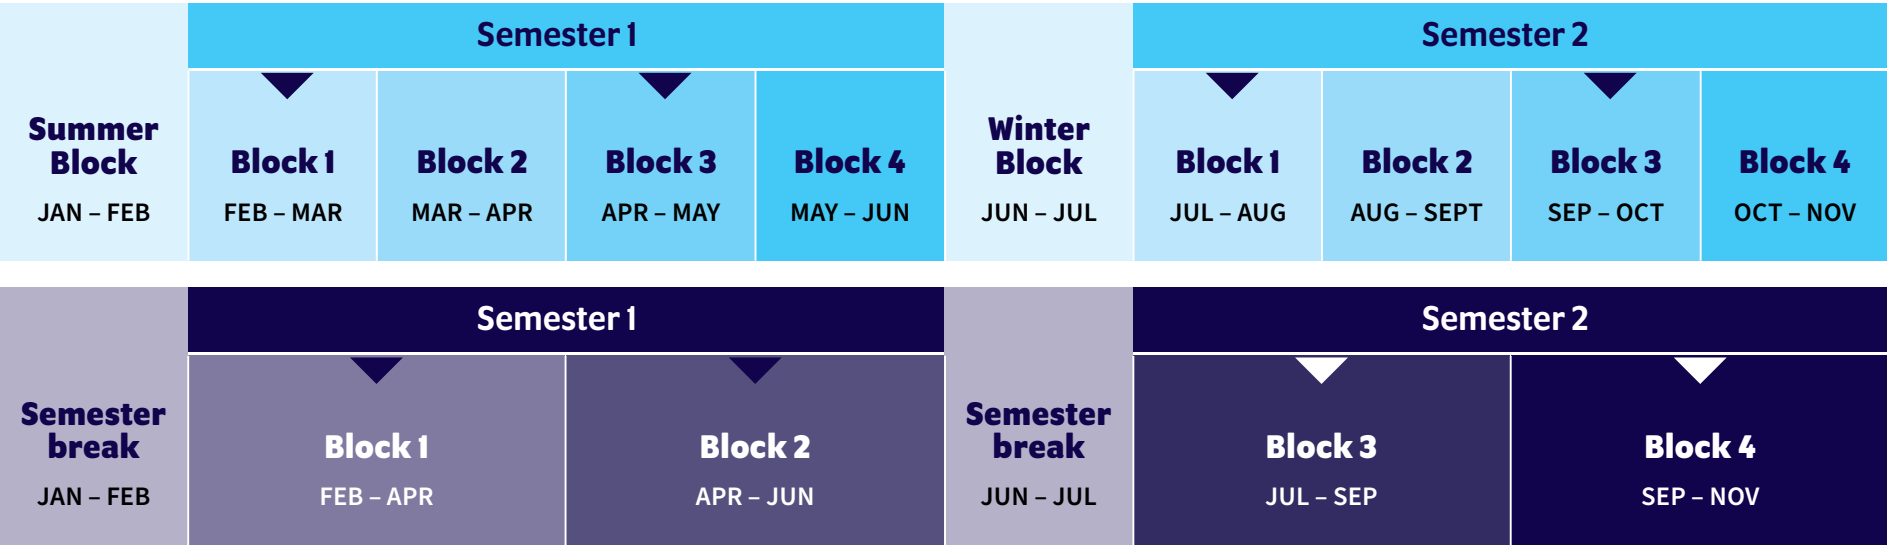 Semester 1
Semester 2
Summer
Block
JAN – FEB
Block 1
FEB – MAR
Block 2
MAR – APR
Block 3
APR – MAY
Block 4
MAY – JUN
Winter
Block
JUN – JUL
Block 1
JUL – AUG
Block 2
AUG – SEPT
Block 3
SEP – OCT
Block 4
OCT – NOV
Semester 1
Semester 2
Semester
break
JAN – FEB
Block 1
FEB – APR
Block 2
APR – JUN
Semester
break
JUN – JUL
Block 3
JUL – SEP
Block 4
SEP – NOV